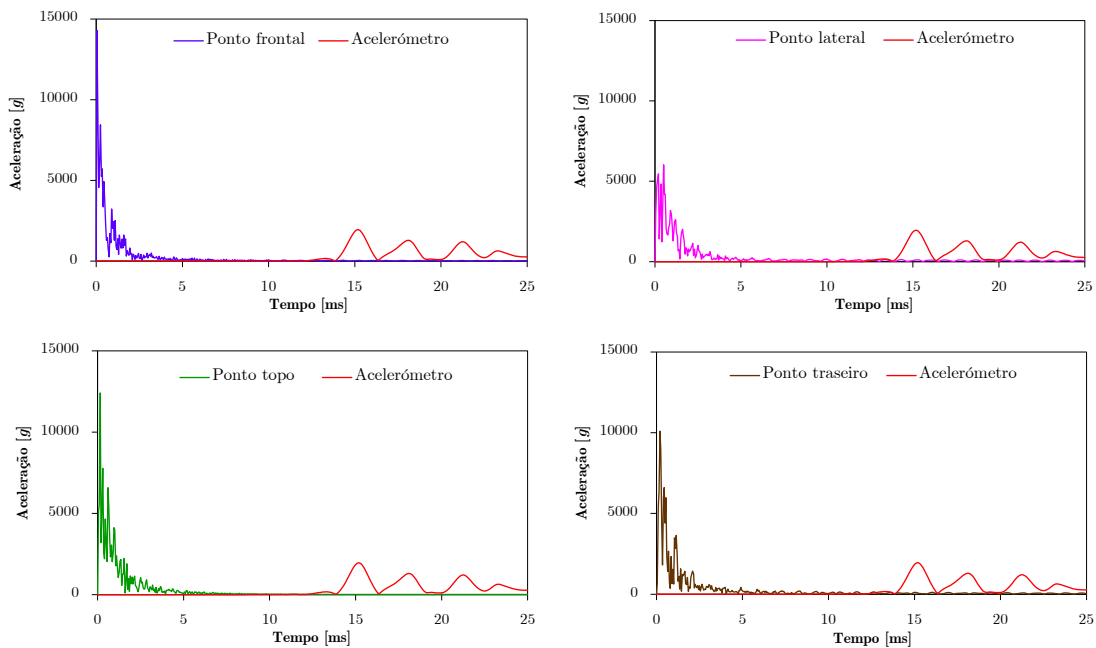 15000
Ponto frontal Acelerómetro
10000
5000
0
Aceleração [g]
0 5 10 15 20 25
Tempo [ms]
15000
Ponto lateral Acelerómetro
10000
5000
0
Aceleração [g]
0 5 10 15 20 25
Tempo [ms]
15000
Ponto topo Acelerómetro
10000
5000
0
Aceleração [g]
0 5 10 15 20 25
Tempo [ms]
15000
Ponto traseiro Acelerómetro
10000
5000
0
Aceleração [g]
0 5 10 15 20 25
Tempo [ms]